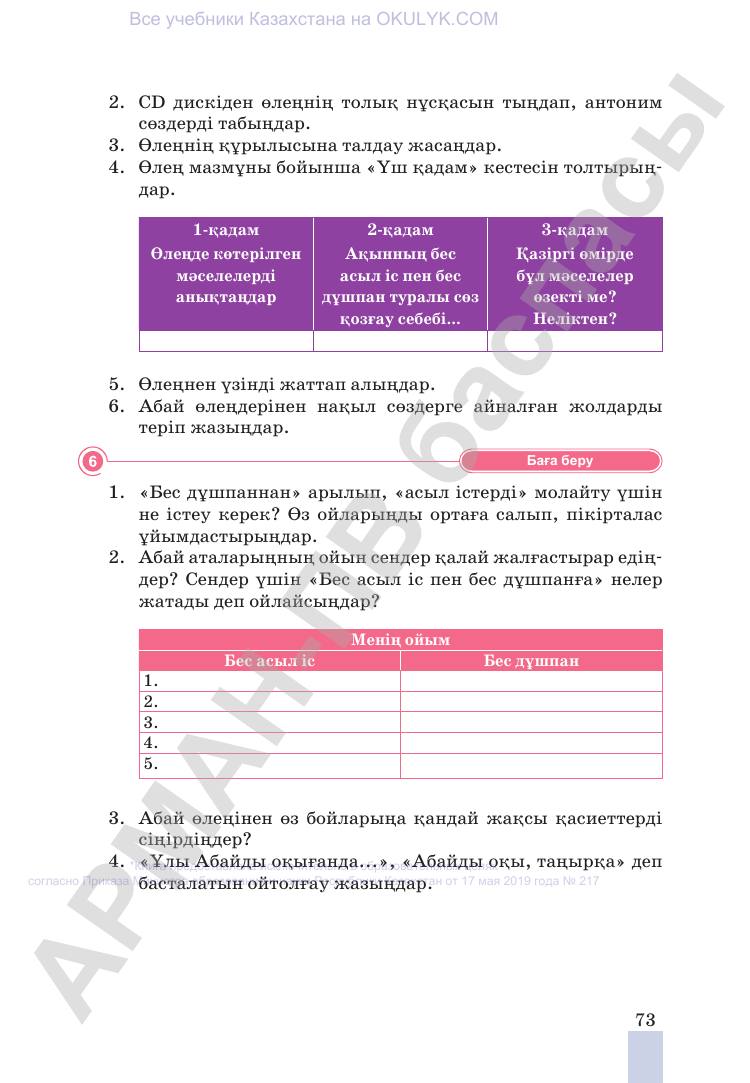 Все учебники Казахстана на OKULYK.COM
2. CD дискіден өлеңнің толық нұсқасын тыңдап, антоним
сөздерді табыңдар.
3. Өлеңнің құрылысына талдау жасаңдар.
4. Өлең мазмұны бойынша «Үш қадам» кестесін толтырың-
дар.
1-қадам
Өлеңде көтерілген
мәселелерді
анықтаңдар
2-қадам
Ақынның бес
асыл іс пен бес
дұшпан туралы сөз
қозғау себебі...
3-қадам
Қазіргі өмірде
бұл мәселелер
өзекті ме?
Неліктен?
5. Өлеңнен үзінді жаттап алыңдар.
6. Абай өлеңдерінен нақыл сөздерге айналған жолдарды
теріп жазыңдар.
6 Баға беру
1. «Бес дұшпаннан» арылып, «асыл істерді» молайту үшін
не істеу керек? Өз ойларыңды ортаға салып, пікірталас
ұйымдастырыңдар.
2. Абай аталарыңның ойын сендер қалай жалғастырар едің-
дер? Сендер үшін «Бес асыл іс пен бес дұшпанға» нелер
жатады деп ойлайсыңдар?
Менің ойым
Бес асыл іс Бес дұшпан
1.
2.
3.
4.
5.
3. Абай өлеңінен өз бойларыңа қандай жақсы қасиеттерді
сіңірдіңдер?
4. «Ұлы Абайды оқығанда...», «Абайды оқы, таңырқа» деп
согласно Приказа от 17 мая 2019 года № 217
басталатын ойтолғау жазыңдар.
73
АРМАН-ПВ баспасы